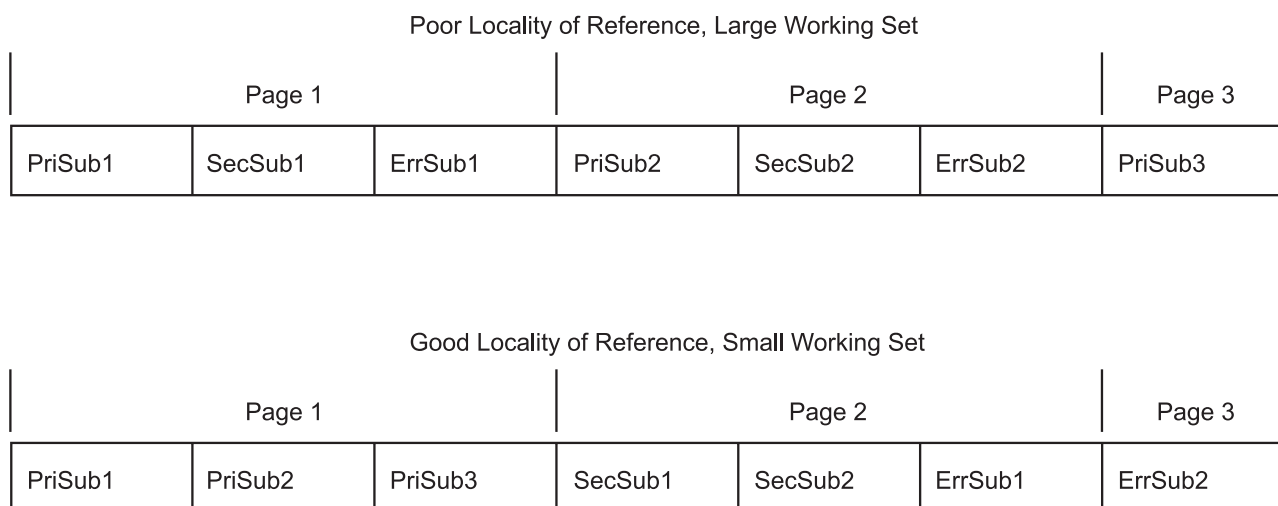 Poor Locality of Reference, Large Working Set
Page 1 Page 2 Page 3
PriSub1 SecSub1 ErrSub1 PriSub2 SecSub2 ErrSub2 PriSub3
Good Locality of Reference, Small Working Set
Page 1 Page 2 Page 3
PriSub1 PriSub2 PriSub3 SecSub1 SecSub2 ErrSub1 ErrSub2